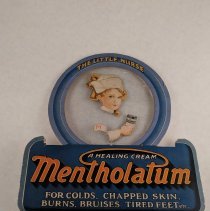 THE LITTLE NURSE
A HEALING CREAM
Mentholatum
FOR COLDS, CHAPPED SKIN,
BURNS, BRUISES, TIRED FEET